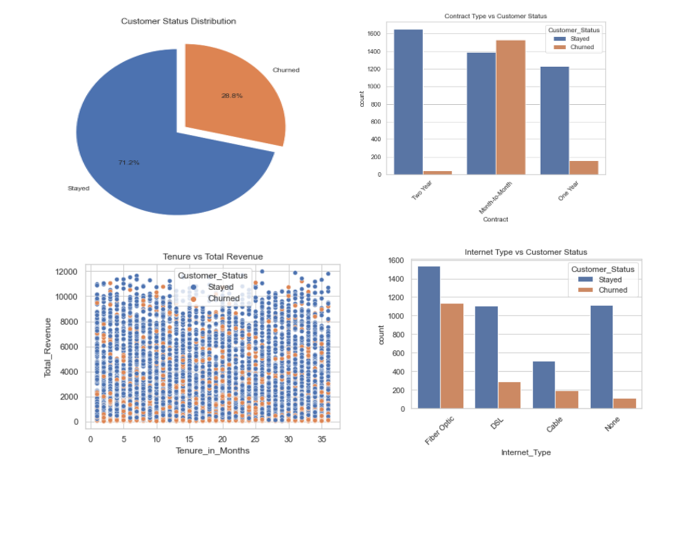 Customer Status Distribution
Churned
28.8%
71.2%
Stayed
Contract Type vs Customer Status
Customer_Status
Stayed
Churned
1600
1400
1200
1000
800
600
400
200
0
count
Two Year
Month-to-Month
One Year
Contract
Tenure vs Total Revenue
Customer_Status
Stayed
Churned
12000
10000
8000
6000
4000
2000
0
Total_Revenue
0 5 10 15 20 25 30 35
Tenure_in_Months
Internet Type vs Customer Status
Customer_Status
Stayed
Churned
1600
1400
1200
1000
800
600
400
200
0
count
Fiber Optic
DSL
Cable
None
Internet_Type